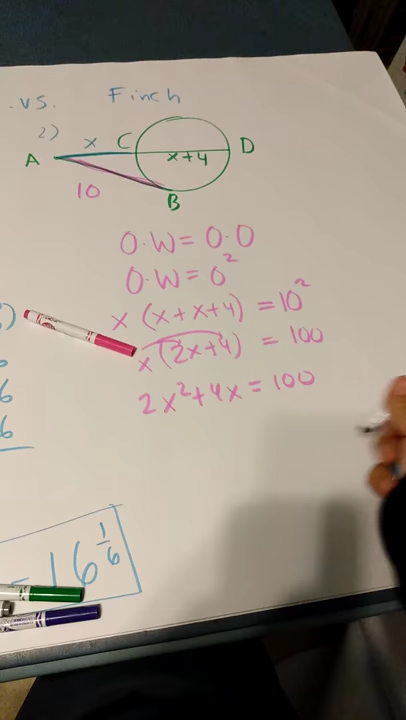 .vs. Finch
2)
x C D
A x+4
10
B
O·W = O·O
O·W = O²
x (x + x + 4) = 10²
x (2x+4) = 100
2x² + 4x = 100
6
6
16^(1/6)